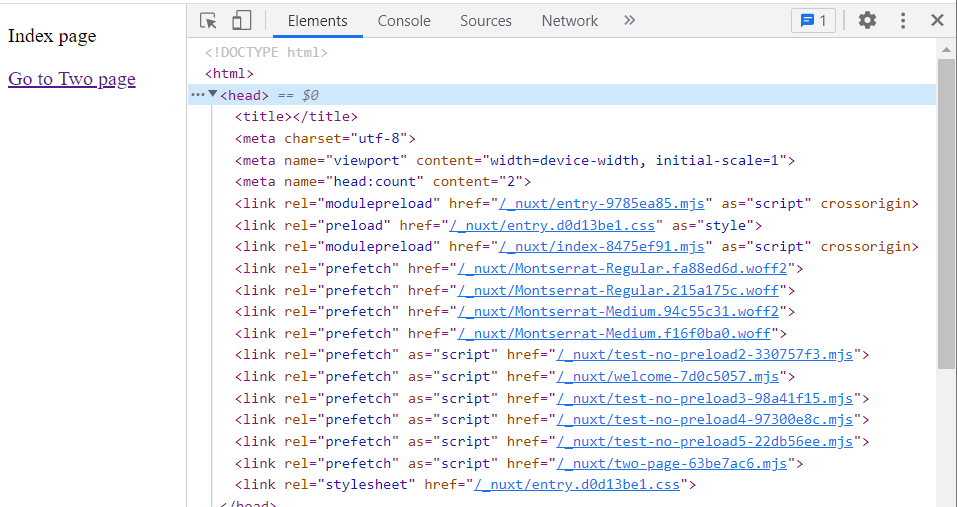 Index page
Go to Two page
Elements Console Sources Network » 1
<!DOCTYPE html>
<html>
··· ▼<head> == $0
<title></title>
<meta charset="utf-8">
<meta name="viewport" content="width=device-width, initial-scale=1">
<meta name="head:count" content="2">
<link rel="modulepreload" href="/_nuxt/entry-9785ea85.mjs" as="script" crossorigin>
<link rel="preload" href="/_nuxt/entry.d0d13be1.css" as="style">
<link rel="modulepreload" href="/_nuxt/index-8475ef91.mjs" as="script" crossorigin>
<link rel="prefetch" href="/_nuxt/Montserrat-Regular.fa88ed6d.woff2">
<link rel="prefetch" href="/_nuxt/Montserrat-Regular.215a175c.woff">
<link rel="prefetch" href="/_nuxt/Montserrat-Medium.94c55c31.woff2">
<link rel="prefetch" href="/_nuxt/Montserrat-Medium.f16f0ba0.woff">
<link rel="prefetch" as="script" href="/_nuxt/test-no-preload2-330757f3.mjs">
<link rel="prefetch" as="script" href="/_nuxt/welcome-7d0c5057.mjs">
<link rel="prefetch" as="script" href="/_nuxt/test-no-preload3-98a41f15.mjs">
<link rel="prefetch" as="script" href="/_nuxt/test-no-preload4-97300e8c.mjs">
<link rel="prefetch" as="script" href="/_nuxt/test-no-preload5-22db56ee.mjs">
<link rel="prefetch" as="script" href="/_nuxt/two-page-63be7ac6.mjs">
<link rel="stylesheet" href="/_nuxt/entry.d0d13be1.css">
</head>